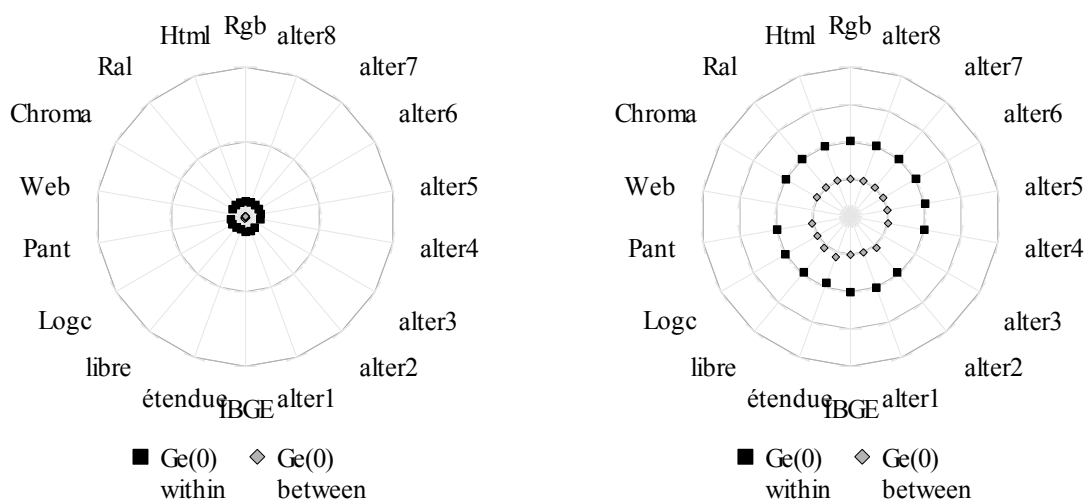 Rgb
Html
alter8
Ral
alter7
Chroma
alter6
Web
alter5
Pant
alter4
Logc
alter3
libre
alter2
étendue
IBGE
alter1
Ge(0) within
Ge(0) between
Rgb
Html
alter8
Ral
alter7
Chroma
alter6
Web
alter5
Pant
alter4
Logc
alter3
libre
alter2
étendue
IBGE
alter1
Ge(0) within
Ge(0) between